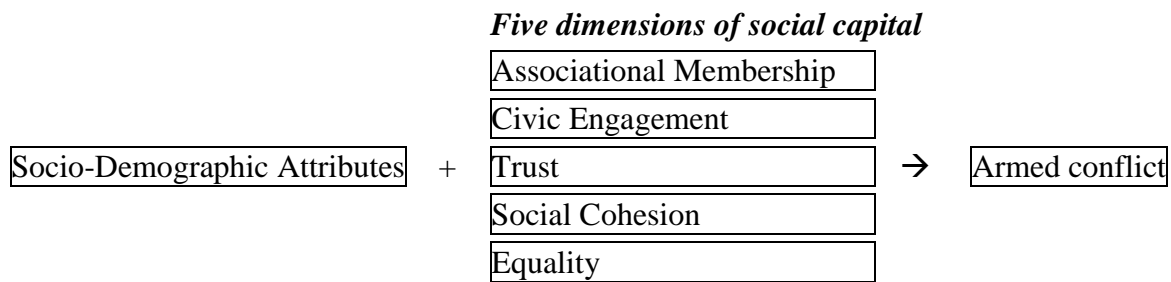 Five dimensions of social capital
Associational Membership
Civic Engagement
Socio-Demographic Attributes + Trust → Armed conflict
Social Cohesion
Equality